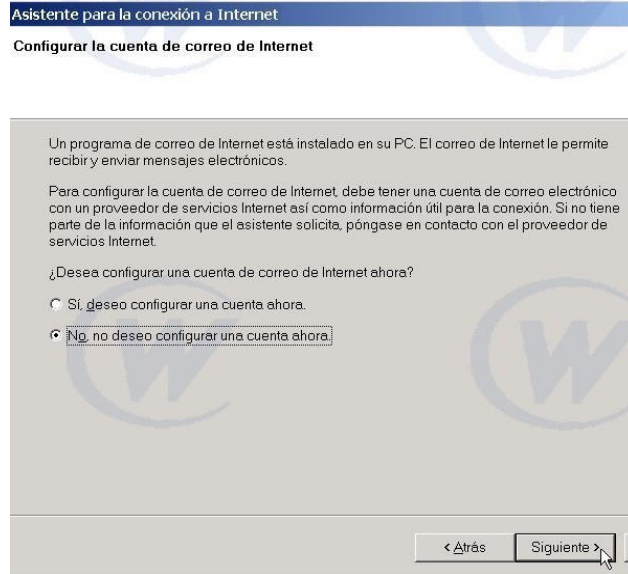 Asistente para la conexión a Internet
Configurar la cuenta de correo de Internet
Un programa de correo de Internet está instalado en su PC. El correo de Internet le permite
recibir y enviar mensajes electrónicos.
Para configurar la cuenta de correo de Internet, debe tener una cuenta de correo electrónico
con un proveedor de servicios Internet así como información útil para la conexión. Si no tiene
parte de la información que el asistente solicita, póngase en contacto con el proveedor de
servicios Internet.
¿Desea configurar una cuenta de correo de Internet ahora?
Sí, deseo configurar una cuenta ahora.
No, no deseo configurar una cuenta ahora.
< Atrás Siguiente >